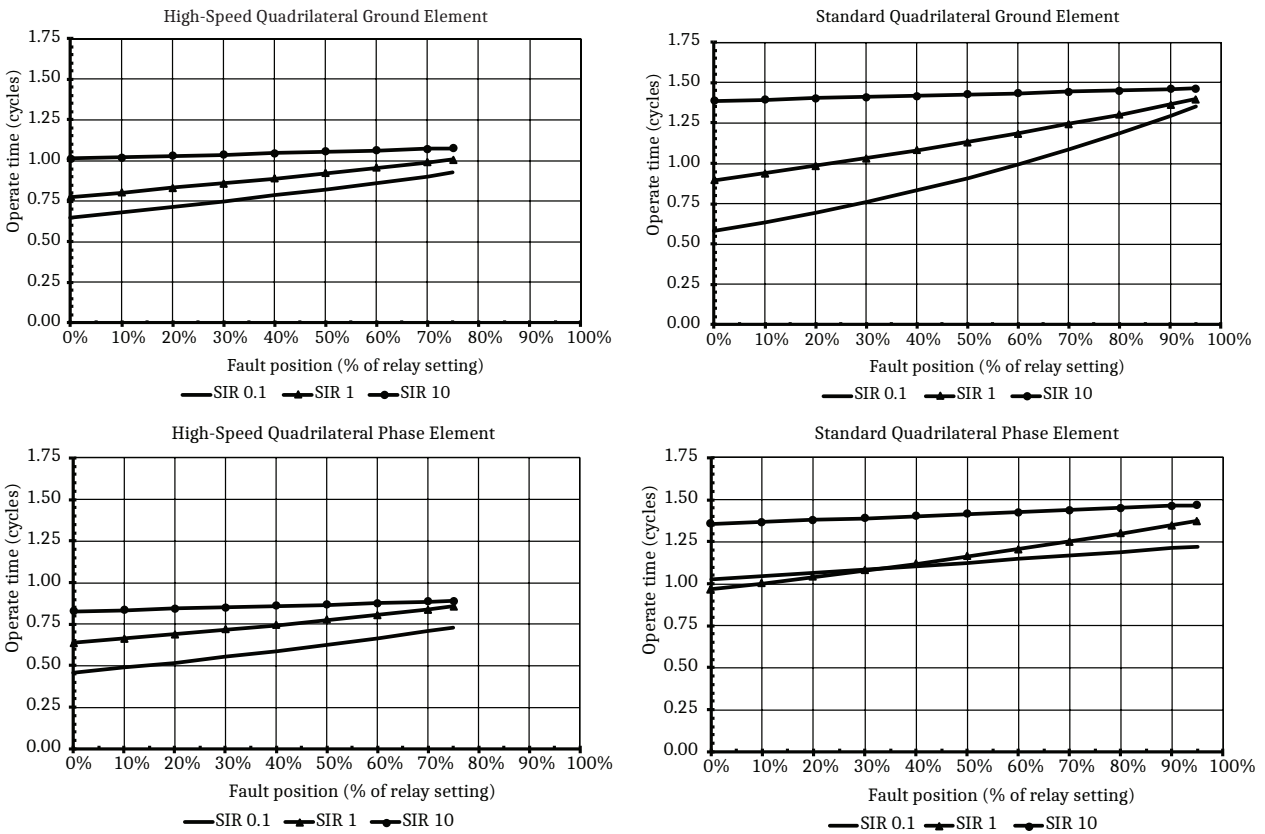 High-Speed Quadrilateral Ground Element
1.75
1.50
1.25
1.00
0.75
0.50
0.25
0.00
Operate time (cycles)
0% 10% 20% 30% 40% 50% 60% 70% 80% 90% 100%
Fault position (% of relay setting)
SIR 0.1 SIR 1 SIR 10
Standard Quadrilateral Ground Element
1.75
1.50
1.25
1.00
0.75
0.50
0.25
0.00
Operate time (cycles)
0% 10% 20% 30% 40% 50% 60% 70% 80% 90% 100%
Fault position (% of relay setting)
SIR 0.1 SIR 1 SIR 10
High-Speed Quadrilateral Phase Element
1.75
1.50
1.25
1.00
0.75
0.50
0.25
0.00
Operate time (cycles)
0% 10% 20% 30% 40% 50% 60% 70% 80% 90% 100%
Fault position (% of relay setting)
SIR 0.1 SIR 1 SIR 10
Standard Quadrilateral Phase Element
1.75
1.50
1.25
1.00
0.75
0.50
0.25
0.00
Operate time (cycles)
0% 10% 20% 30% 40% 50% 60% 70% 80% 90% 100%
Fault position (% of relay setting)
SIR 0.1 SIR 1 SIR 10